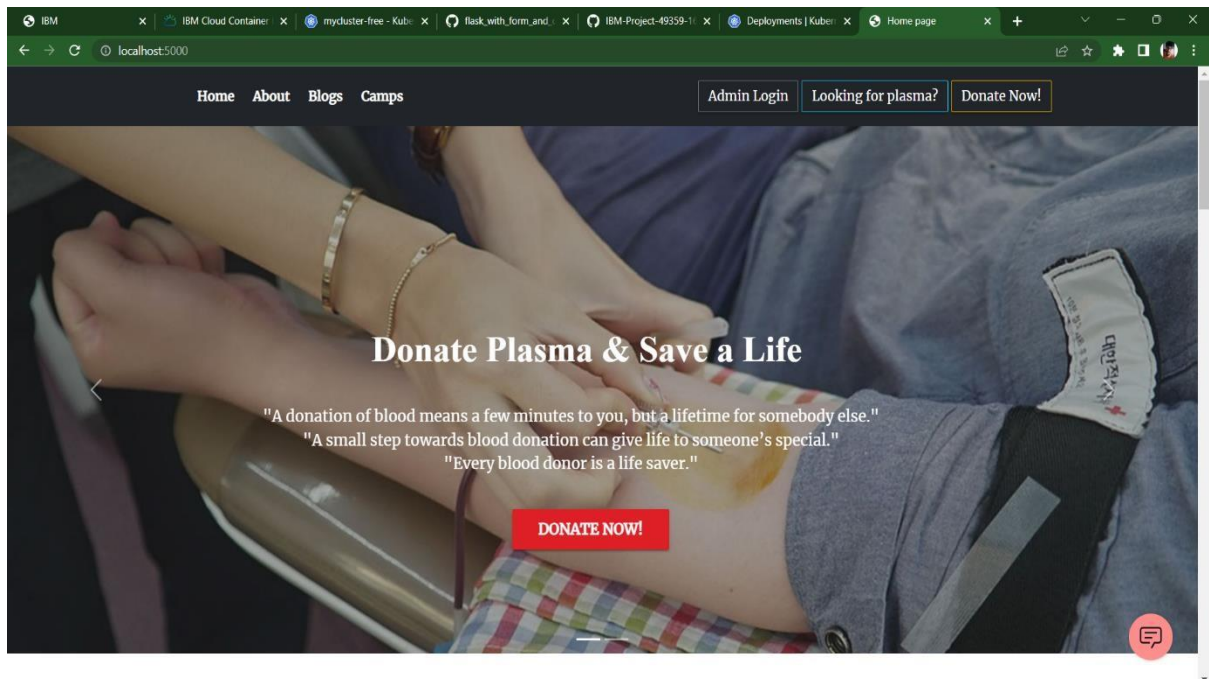 IBM
IBM Cloud Container
mycluster-free - Kube
flask_with_form_and_
IBM-Project-49359-16
Deployments | Kubern
Home page
localhost:5000
Home About Blogs Camps
Admin Login Looking for plasma? Donate Now!
Donate Plasma & Save a Life
"A donation of blood means a few minutes to you, but a lifetime for somebody else."
"A small step towards blood donation can give life to someone’s special."
"Every blood donor is a life saver."
DONATE NOW!